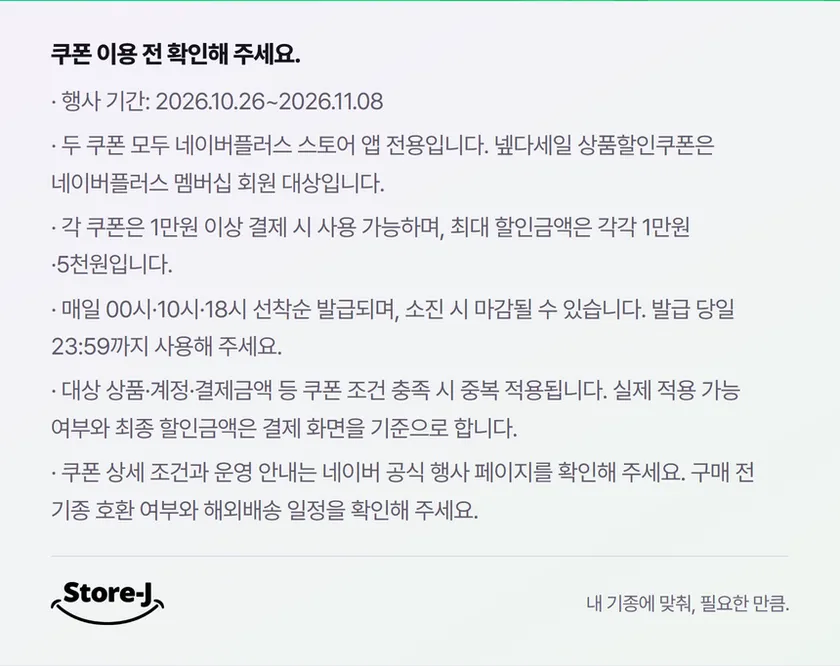 쿠폰 이용 전 확인해 주세요.
· 행사 기간: 2026.10.26~2026.11.08
· 두 쿠폰 모두 네이버플러스 스토어 앱 전용입니다. 넾다세일 상품할인쿠폰은
네이버플러스 멤버십 회원 대상입니다.
· 각 쿠폰은 1만원 이상 결제 시 사용 가능하며, 최대 할인금액은 각각 1만원
·5천원입니다.
· 매일 00시·10시·18시 선착순 발급되며, 소진 시 마감될 수 있습니다. 발급 당일
23:59까지 사용해 주세요.
· 대상 상품·계정·결제금액 등 쿠폰 조건 충족 시 중복 적용됩니다. 실제 적용 가능
여부와 최종 할인금액은 결제 화면을 기준으로 합니다.
· 쿠폰 상세 조건과 운영 안내는 네이버 공식 행사 페이지를 확인해 주세요. 구매 전
기종 호환 여부와 해외배송 일정을 확인해 주세요.
Store-J
내 기종에 맞춰, 필요한 만큼.